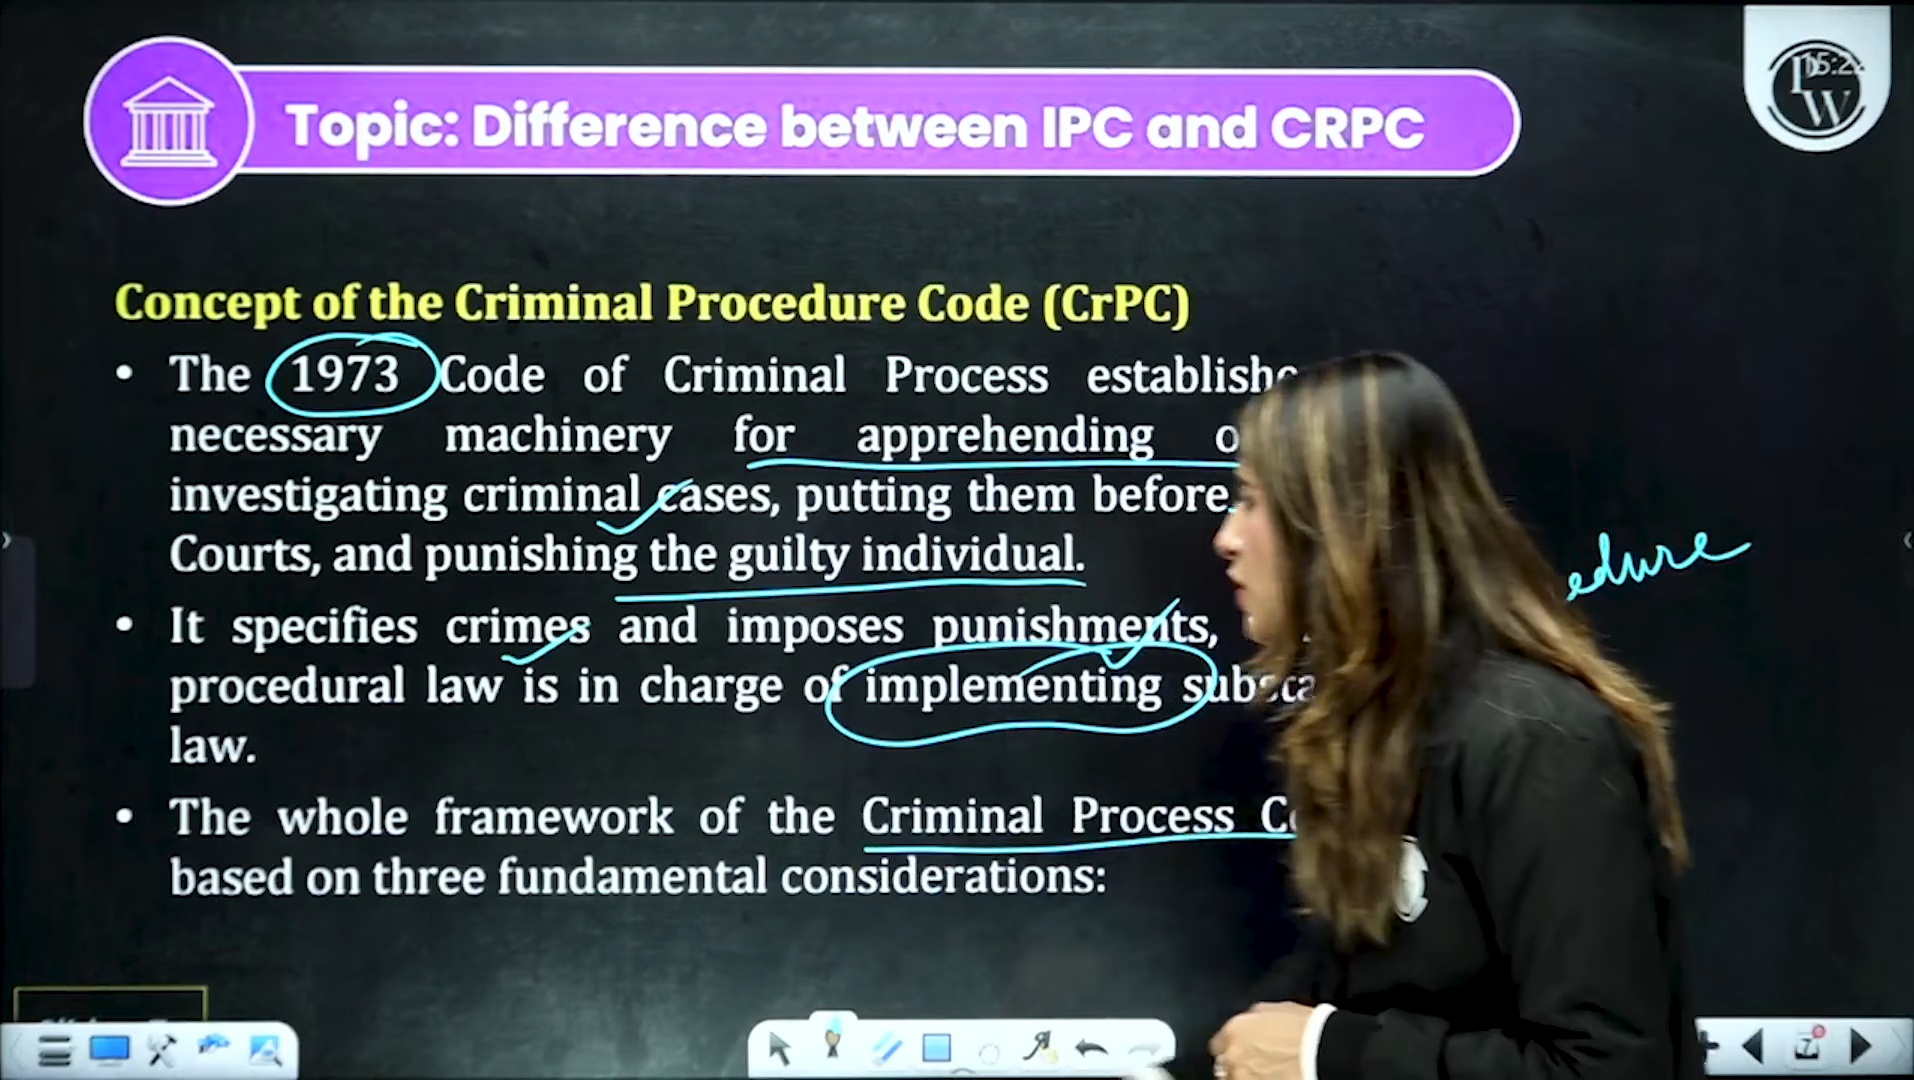 Topic: Difference between IPC and CRPC
15:2
PW
Concept of the Criminal Procedure Code (CrPC)
• The 1973 Code of Criminal Process
necessary machinery for apprehending
investigating criminal cases, putting them before
Courts, and punishing the guilty individual.
edure
• It specifies crimes and imposes punishments,
procedural law is in charge of implementing
law.
• The whole framework of the Criminal Process
based on three fundamental considerations: